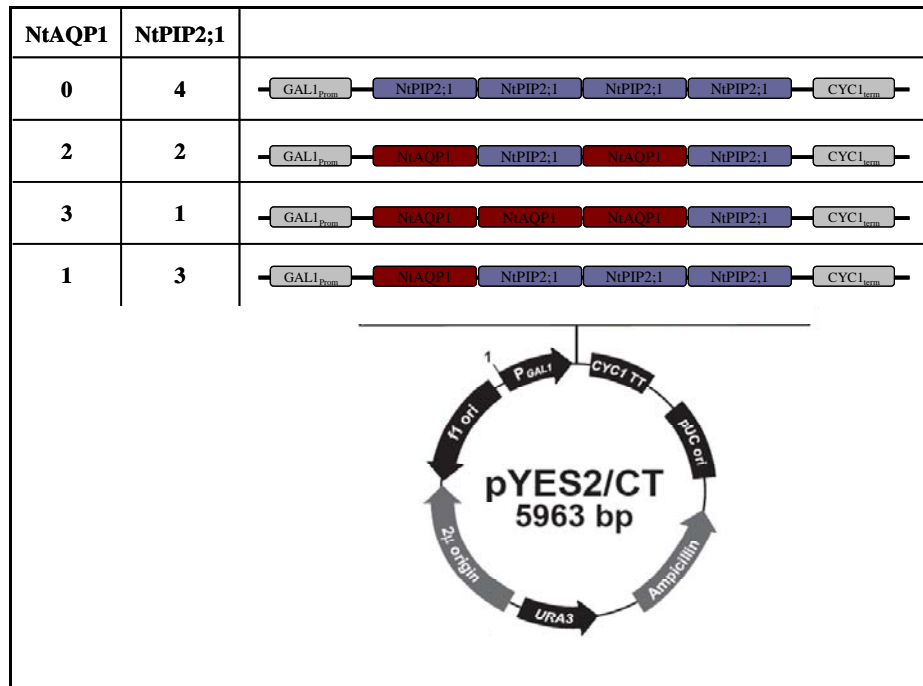 NtAQP1 NtPIP2;1
0 4 GAL1Prom NtPIP2;1 NtPIP2;1 NtPIP2;1 NtPIP2;1 CYC1term
2 2 GAL1Prom NtAQP1 NtPIP2;1 NtAQP1 NtPIP2;1 CYC1term
3 1 GAL1Prom NtAQP1 NtAQP1 NtAQP1 NtPIP2;1 CYC1term
1 3 GAL1Prom NtAQP1 NtPIP2;1 NtPIP2;1 NtPIP2;1 CYC1term
1
P GAL1
CYC1 TT
f1 ori
pUC ori
pYES2/CT
5963 bp
2µ origin
Ampicillin
URA3